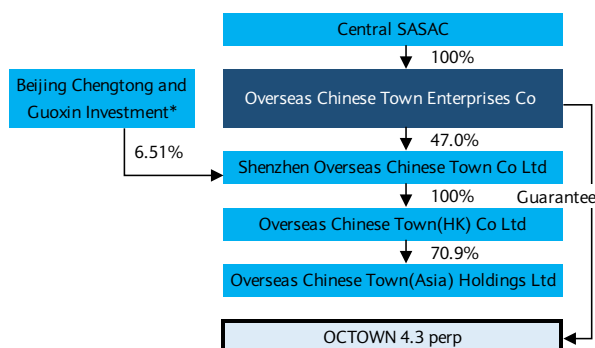 Central SASAC
100%
Beijing Chengtong and
Guoxin Investment*
Overseas Chinese Town Enterprises Co
47.0%
6.51%
Shenzhen Overseas Chinese Town Co Ltd
100%
Guarantee
Overseas Chinese Town(HK) Co Ltd
70.9%
Overseas Chinese Town(Asia) Holdings Ltd
OCTOWN 4.3 perp